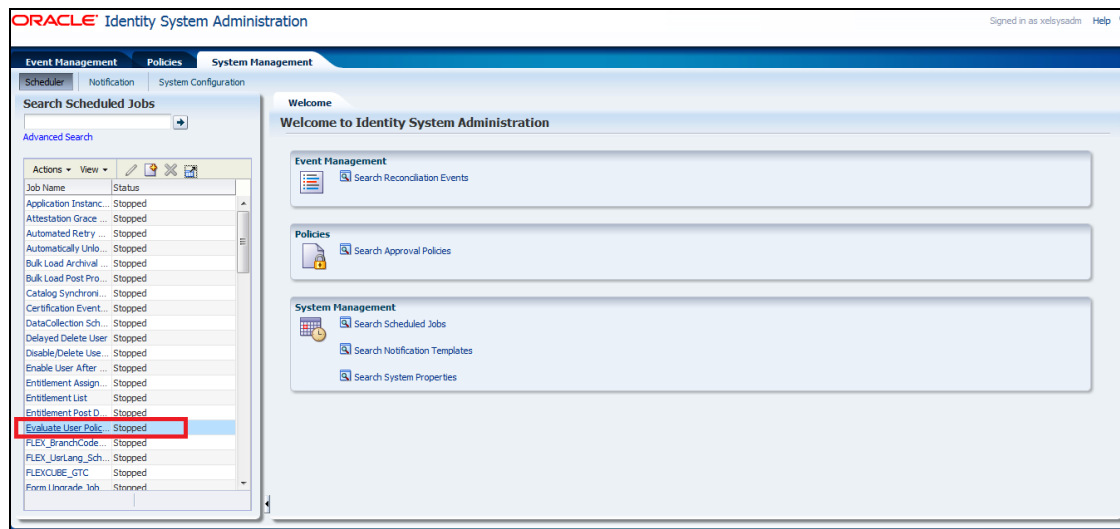 ORACLE Identity System Administration
Signed in as xelsysadm Help
Event Management Policies System Management
Scheduler Notification System Configuration
Search Scheduled Jobs
Advanced Search
Actions View
Job Name Status
Application Instanc... Stopped
Attestation Grace ... Stopped
Automated Retry ... Stopped
Automatically Unlo... Stopped
Bulk Load Archival ... Stopped
Bulk Load Post Pro... Stopped
Catalog Synchroni... Stopped
Certification Event... Stopped
DataCollection Sch... Stopped
Delayed Delete User Stopped
Disable/Delete Use... Stopped
Enable User After ... Stopped
Entitlement Assign... Stopped
Entitlement List Stopped
Entitlement Post D... Stopped
Evaluate User Polic... Stopped
FLEX_BranchCode... Stopped
FLEX_UsrLang_Sch... Stopped
FLEXCUBE_GTC Stopped
Form Upgrade Job Stopped
Welcome
Welcome to Identity System Administration
Event Management
Search Reconciliation Events
Policies
Search Approval Policies
System Management
Search Scheduled Jobs
Search Notification Templates
Search System Properties